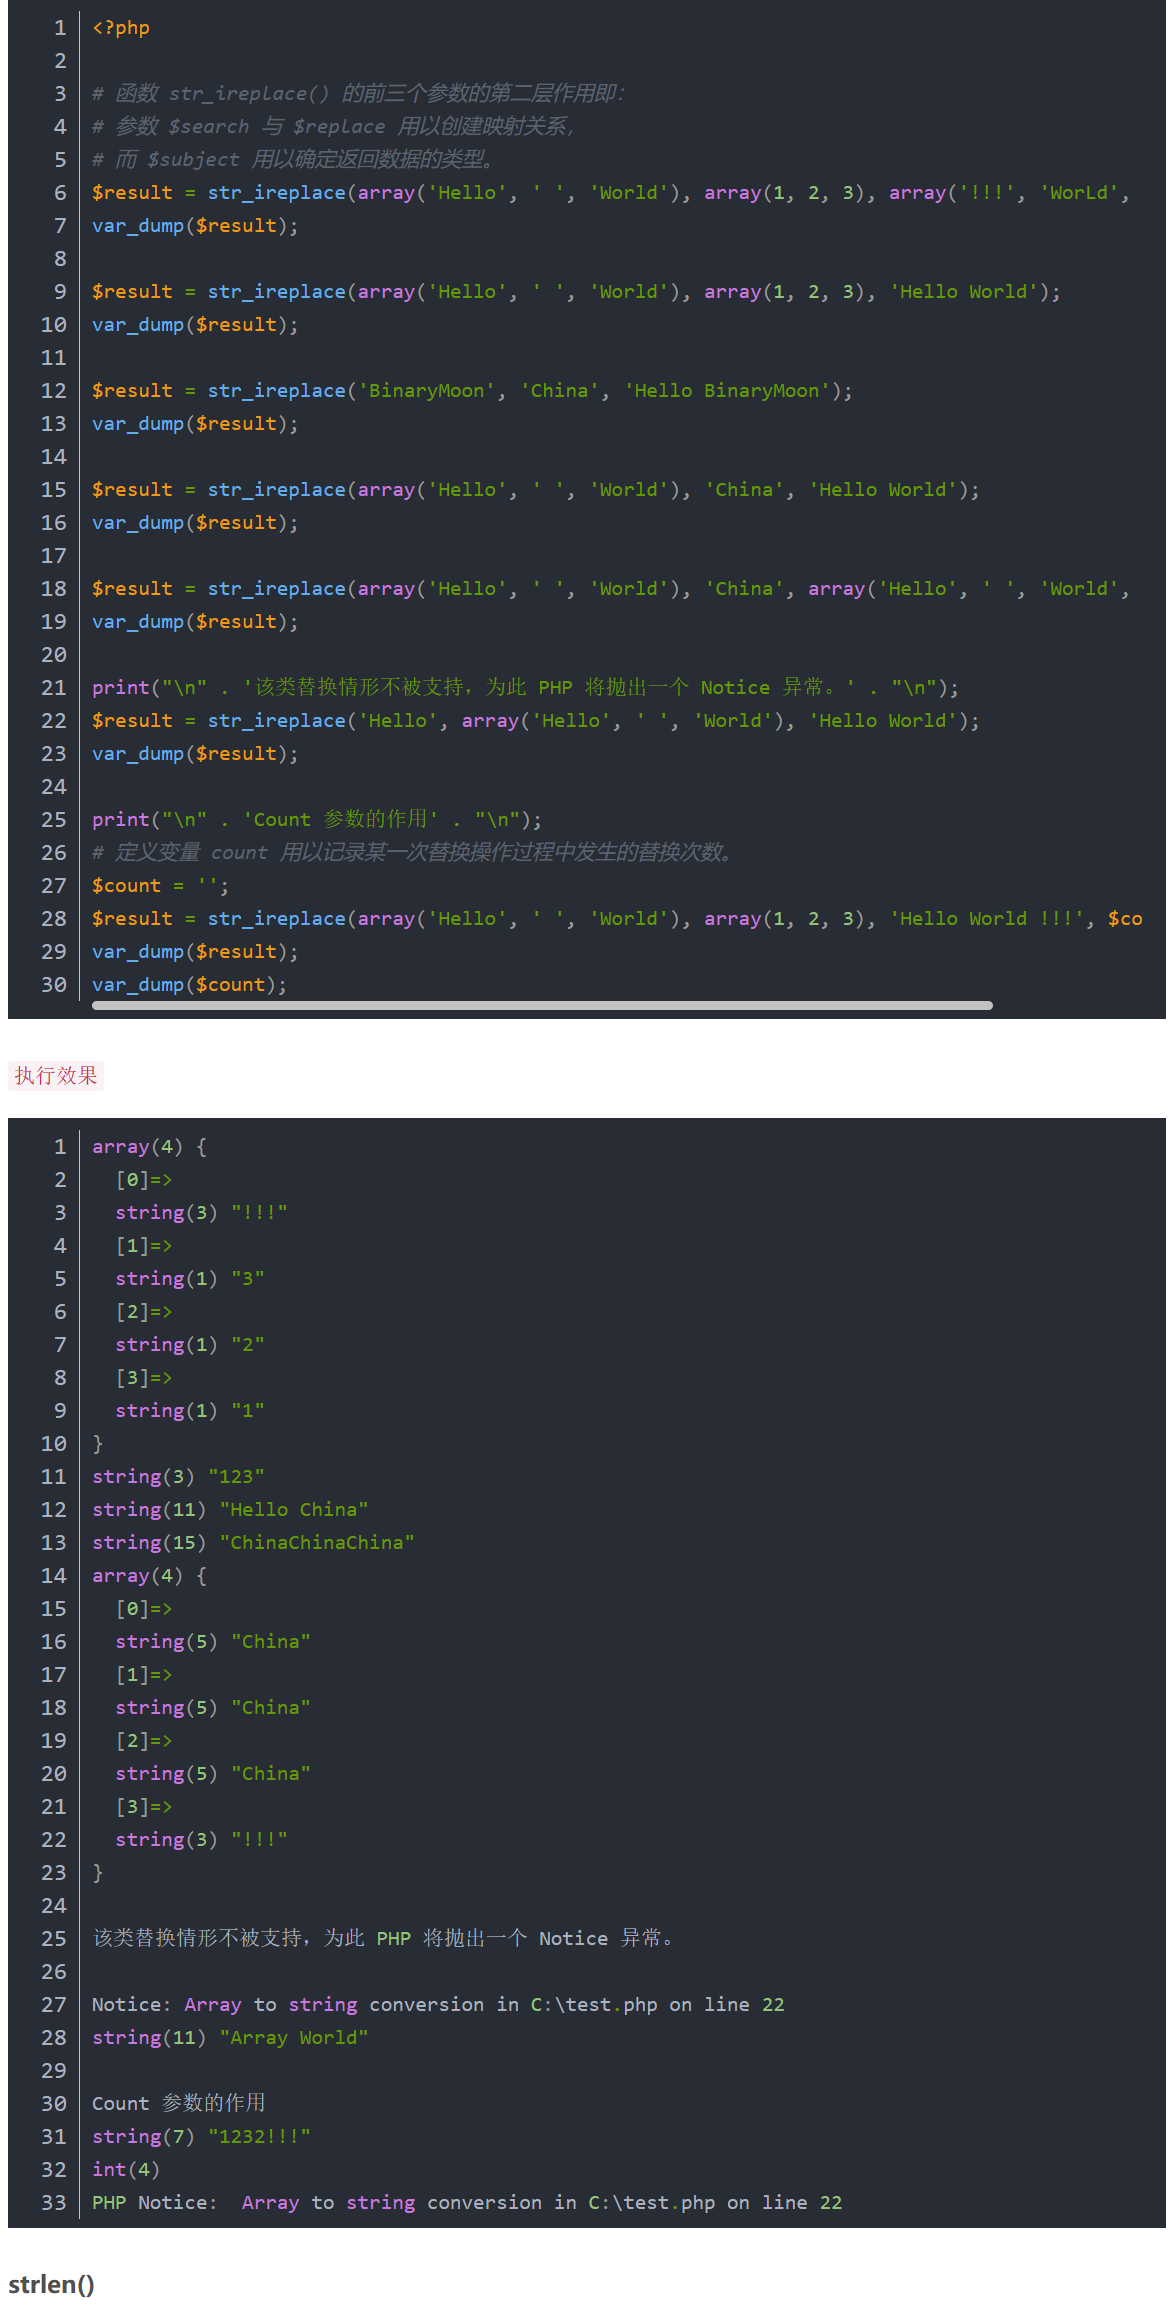 1 <?php
2
3 # 函数 str_ireplace() 的前三个参数的第二层作用即:
4 # 参数 $search 与 $replace 用以创建映射关系,
5 # 而 $subject 用以确定返回数据的类型。
6 $result = str_ireplace(array('Hello', ' ', 'World'), array(1, 2, 3), array('!!!', 'WorLd',
7 var_dump($result);
8
9 $result = str_ireplace(array('Hello', ' ', 'World'), array(1, 2, 3), 'Hello World');
10 var_dump($result);
11
12 $result = str_ireplace('BinaryMoon', 'China', 'Hello BinaryMoon');
13 var_dump($result);
14
15 $result = str_ireplace(array('Hello', ' ', 'World'), 'China', 'Hello World');
16 var_dump($result);
17
18 $result = str_ireplace(array('Hello', ' ', 'World'), 'China', array('Hello', ' ', 'World',
19 var_dump($result);
20
21 print("\n" . '该类替换情形不被支持，为此 PHP 将抛出一个 Notice 异常。' . "\n");
22 $result = str_ireplace('Hello', array('Hello', ' ', 'World'), 'Hello World');
23 var_dump($result);
24
25 print("\n" . 'Count 参数的作用' . "\n");
26 # 定义变量 count 用以记录某一次替换操作过程中发生的替换次数。
27 $count = '';
28 $result = str_ireplace(array('Hello', ' ', 'World'), array(1, 2, 3), 'Hello World !!!', $co
29 var_dump($result);
30 var_dump($count);
执行效果
1 array(4) {
2   [0]=>
3   string(3) "!!!"
4   [1]=>
5   string(1) "3"
6   [2]=>
7   string(1) "2"
8   [3]=>
9   string(1) "1"
10 }
11 string(3) "123"
12 string(11) "Hello China"
13 string(15) "ChinaChinaChina"
14 array(4) {
15   [0]=>
16   string(5) "China"
17   [1]=>
18   string(5) "China"
19   [2]=>
20   string(5) "China"
21   [3]=>
22   string(3) "!!!"
23 }
24
25 该类替换情形不被支持，为此 PHP 将抛出一个 Notice 异常。
26
27 Notice: Array to string conversion in C:\test.php on line 22
28 string(11) "Array World"
29
30 Count 参数的作用
31 string(7) "1232!!!"
32 int(4)
33 PHP Notice:  Array to string conversion in C:\test.php on line 22
strlen()